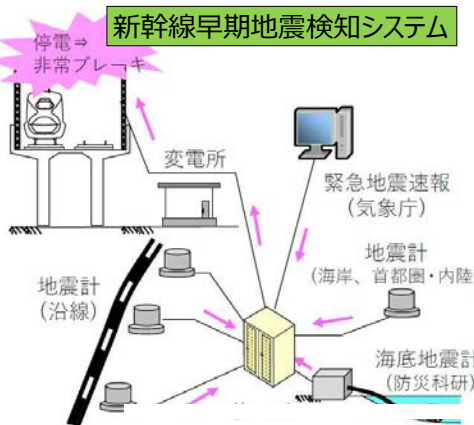 新幹線早期地震検知システム
停電⇒
非常ブレーキ
変電所
緊急地震速報
(気象庁)
地震計
(沿線)
地震計
(海岸、首都圏・内陸
海底地震計
(防災科研)